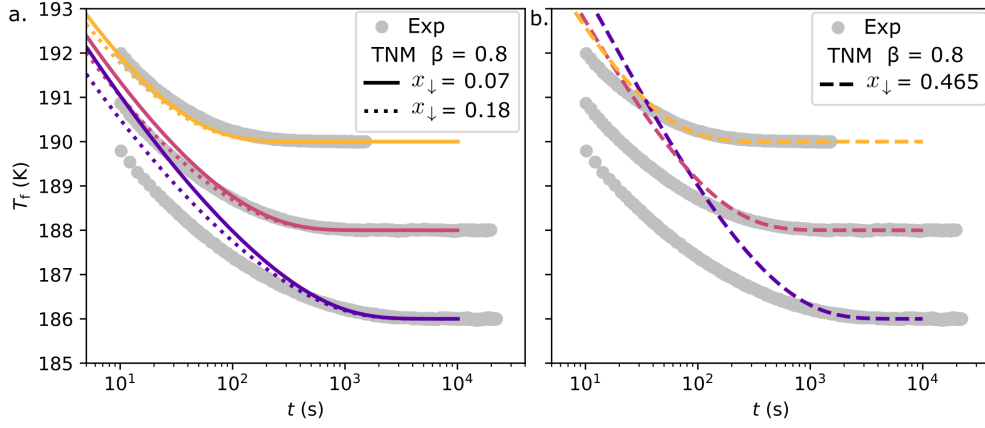 a.
Exp
TNM β = 0.8
x↓ = 0.07
x↓ = 0.18
193
192
191
190
189
188
187
186
185
T_f (K)
10^1
10^2
10^3
10^4
t (s)
b.
Exp
TNM β = 0.8
x↓ = 0.465
10^1
10^2
10^3
10^4
t (s)